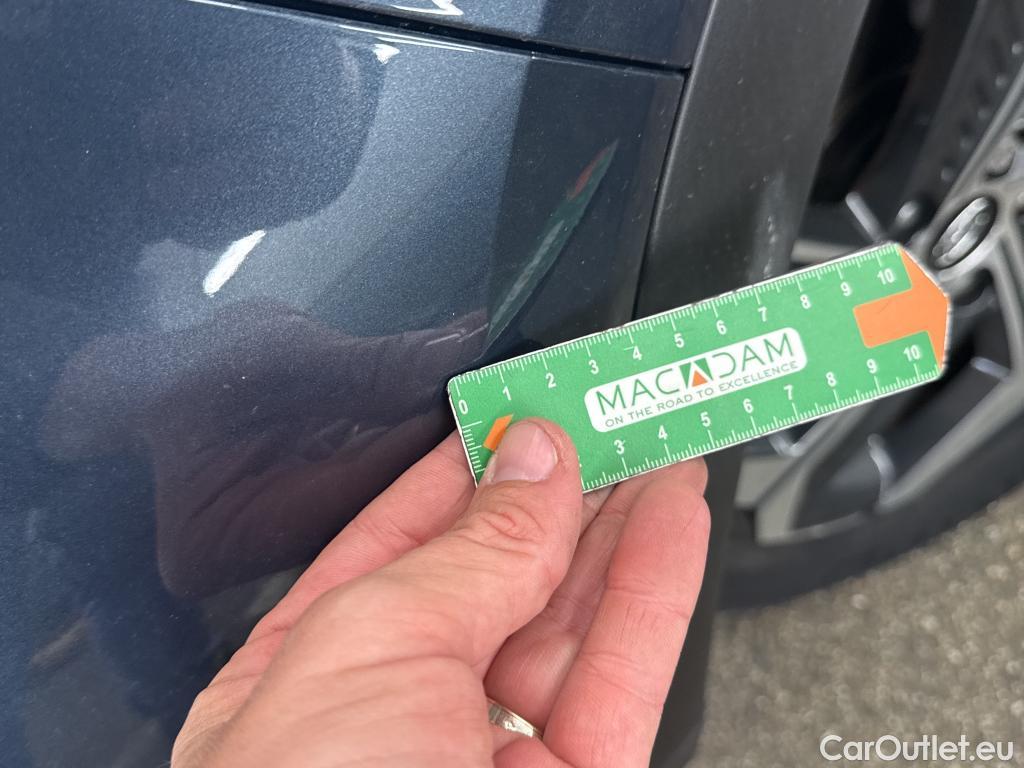 0 1 2 3 4 5 6 7 8 9 10
MACADAM
ON THE ROAD TO EXCELLENCE
3 4 5 6 7 8 9 10
CarOutlet.eu